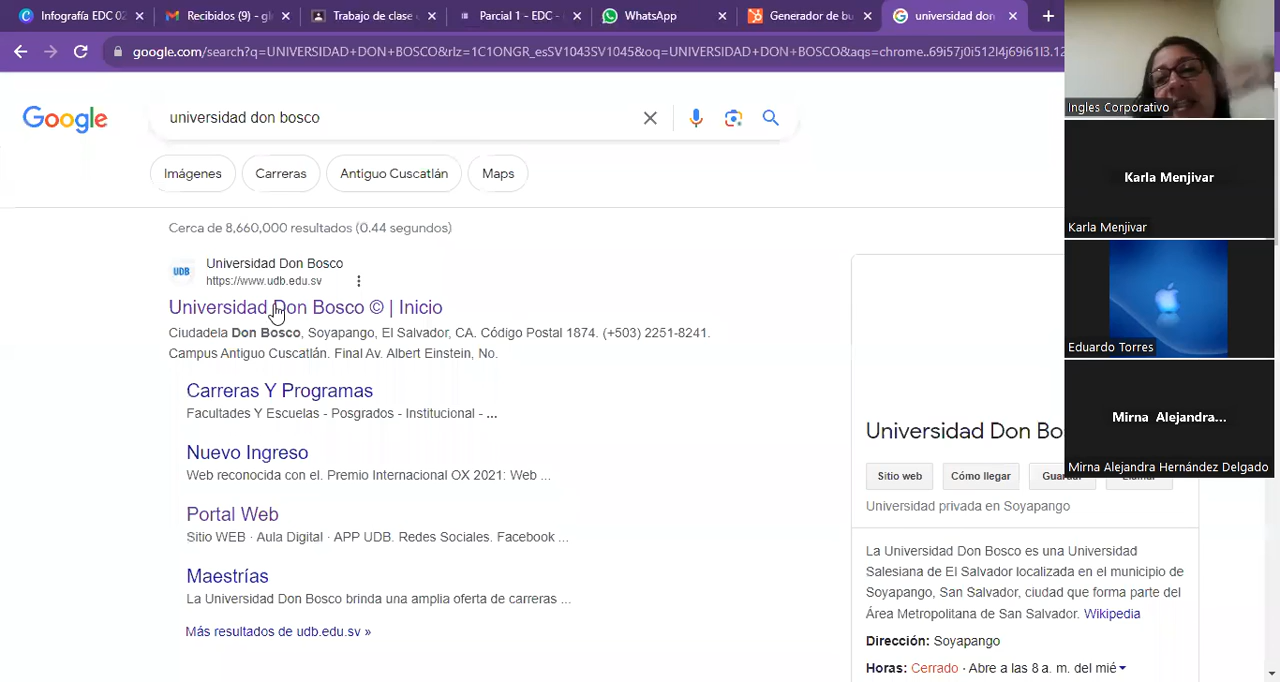 Infografía EDC 02
Recibidos (9) - gl
Trabajo de clase
Parcial 1 - EDC -
WhatsApp
Generador de bu
universidad don
google.com/search?q=UNIVERSIDAD+DON+BOSCO&rlz=1C1ONGR_esSV1043SV1045&oq=UNIVERSIDAD+DON+BOSCO&aqs=chrome..69i57j0i512l4j69i61l3.12
Google
universidad don bosco
Imágenes
Carreras
Antiguo Cuscatlán
Maps
Cerca de 8,660,000 resultados (0.44 segundos)
UDB
Universidad Don Bosco
https://www.udb.edu.sv
Universidad Don Bosco © | Inicio
Ciudadela Don Bosco, Soyapango, El Salvador, CA. Código Postal 1874. (+503) 2251-8241.
Campus Antiguo Cuscatlán. Final Av. Albert Einstein, No.
Carreras Y Programas
Facultades Y Escuelas - Posgrados - Institucional - ...
Nuevo Ingreso
Web reconocida con el. Premio Internacional OX 2021: Web ...
Portal Web
Sitio WEB · Aula Digital · APP UDB. Redes Sociales. Facebook ...
Maestrías
La Universidad Don Bosco brinda una amplia oferta de carreras ...
Más resultados de udb.edu.sv »
Universidad Don Bo
Sitio web
Cómo llegar
Universidad privada en Soyapango
La Universidad Don Bosco es una Universidad
Salesiana de El Salvador localizada en el municipio de
Soyapango, San Salvador, ciudad que forma parte del
Área Metropolitana de San Salvador. Wikipedia
Dirección: Soyapango
Horas: Cerrado · Abre a las 8 a. m. del mié
Ingles Corporativo
Karla Menjivar
Karla Menjivar
Eduardo Torres
Mirna Alejandra...
Mirna Alejandra Hernández Delgado